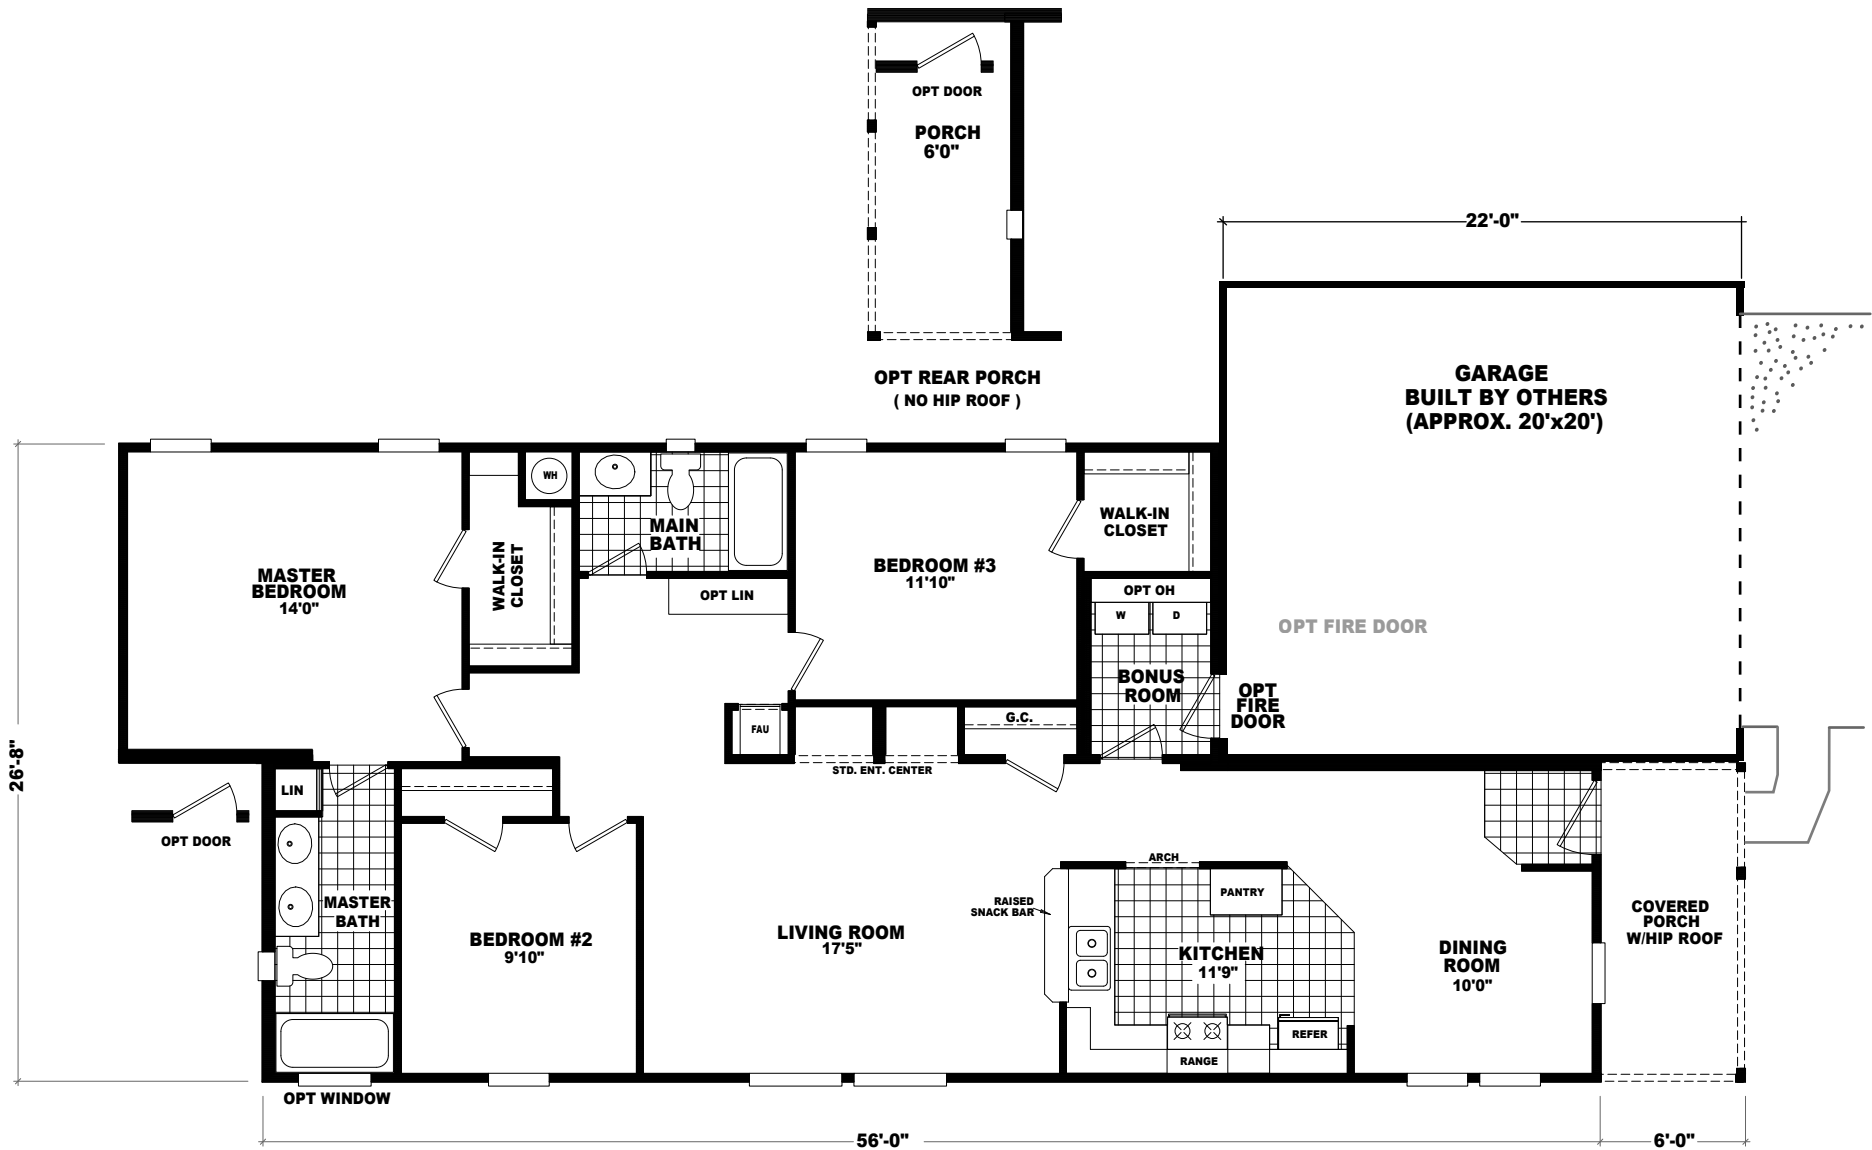 OPT DOOR
PORCH
6'0"
22'-0"
OPT REAR PORCH
( NO HIP ROOF )
GARAGE
BUILT BY OTHERS
(APPROX. 20'x20')
WH
MAIN
BATH
WALK-IN
CLOSET
WALK-IN
CLOSET
BEDROOM #3
11'10"
MASTER
BEDROOM
14'0"
OPT LIN
OPT OH
W
D
OPT FIRE DOOR
BONUS
ROOM
OPT
FIRE
DOOR
FAU
G.C.
STD. ENT. CENTER
26'-8"
LIN
OPT DOOR
MASTER
BATH
BEDROOM #2
9'10"
LIVING ROOM
17'5"
RAISED
SNACK BAR
ARCH
PANTRY
KITCHEN
11'9"
DINING
ROOM
10'0"
COVERED
PORCH
W/HIP ROOF
REFER
RANGE
OPT WINDOW
56'-0"
6'-0"